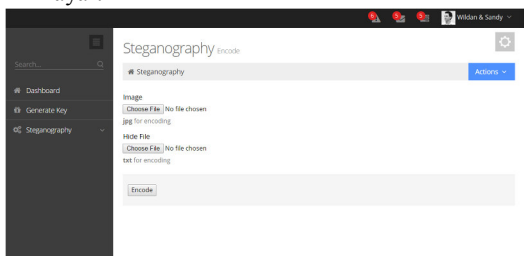 Wildan & Sandy
Steganography Encode
Search...
Steganography
Actions
Dashboard
Generate Key
Steganography
Image
Choose File No file chosen
jpg for encoding
Hide File
Choose File No file chosen
txt for encoding
Encode